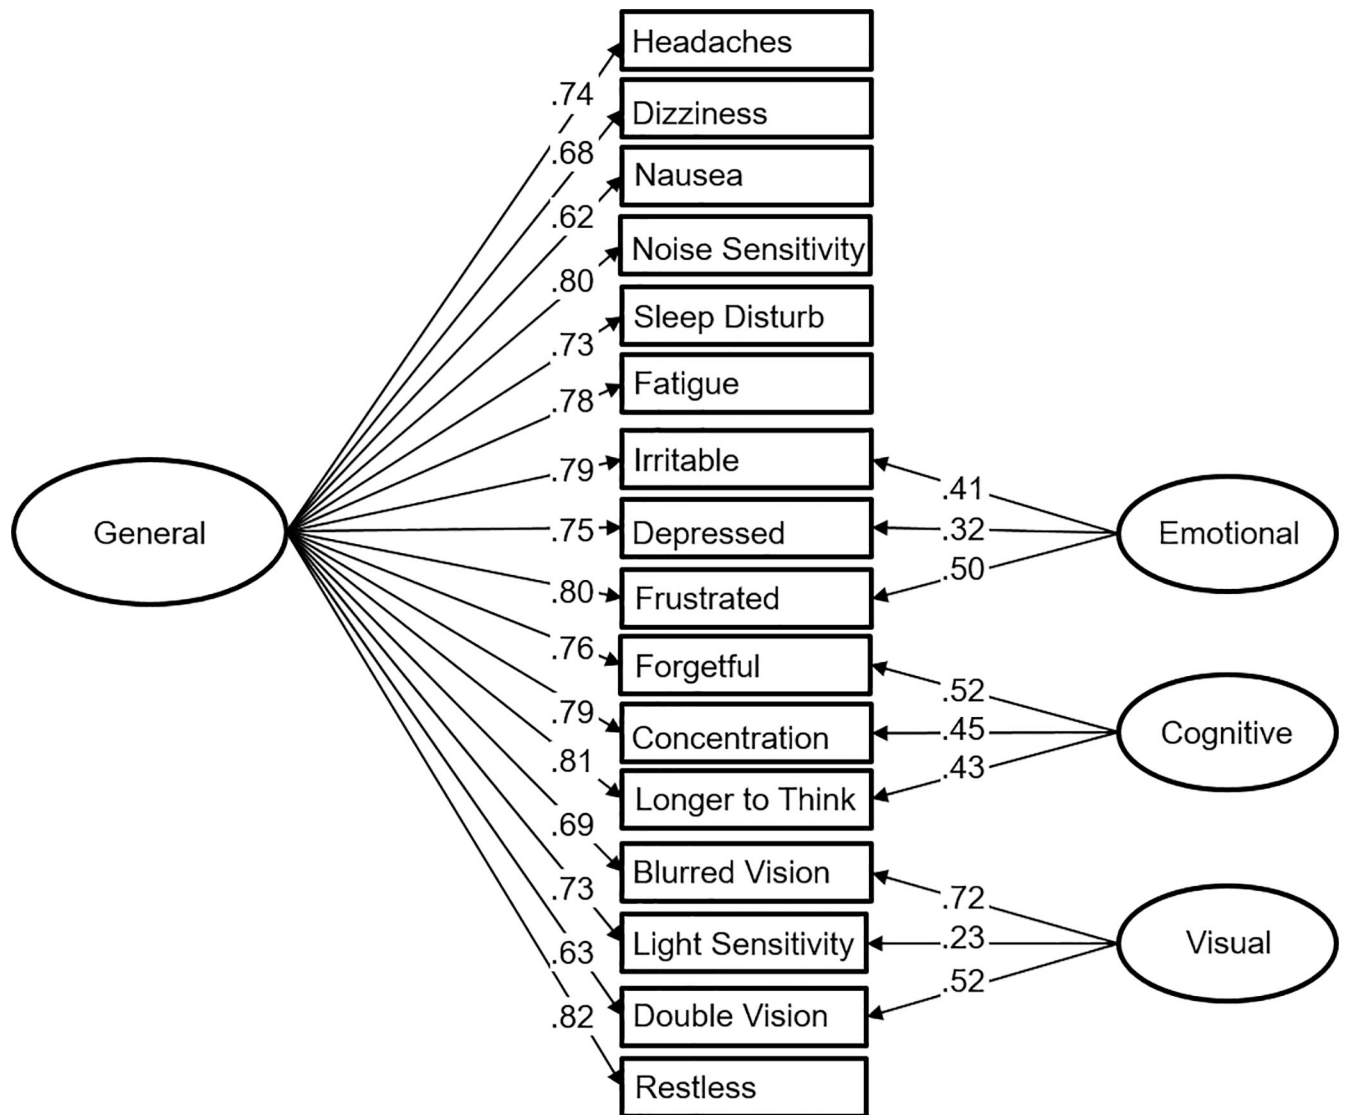 Headaches
.74
Dizziness
.68
Nausea
.62
Noise Sensitivity
.80
Sleep Disturb
.73
Fatigue
.78
Irritable
.79
.41
General
Depressed
.75
.32
Emotional
Frustrated
.80
.50
Forgetful
.76
.52
Concentration
.79
.45
Cognitive
Longer to Think
.81
.43
Blurred Vision
.69
.72
Light Sensitivity
.73
.23
Visual
Double Vision
.63
.52
Restless
.82